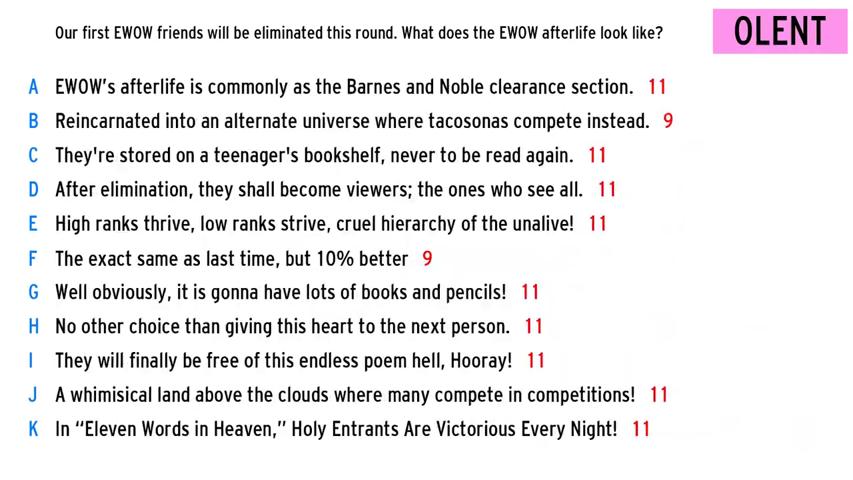 Our first EWOW friends will be eliminated this round. What does the EWOW afterlife look like?
OLENT
A EWOW's afterlife is commonly as the Barnes and Noble clearance section. 11
B Reincarnated into an alternate universe where tacosonas compete instead. 9
C They're stored on a teenager's bookshelf, never to be read again. 11
D After elimination, they shall become viewers; the ones who see all. 11
E High ranks thrive, low ranks strive, cruel hierarchy of the unalive! 11
F The exact same as last time, but 10% better 9
G Well obviously, it is gonna have lots of books and pencils! 11
H No other choice than giving this heart to the next person. 11
I They will finally be free of this endless poem hell, Hooray! 11
J A whimisical land above the clouds where many compete in competitions! 11
K In “Eleven Words in Heaven,” Holy Entrants Are Victorious Every Night! 11